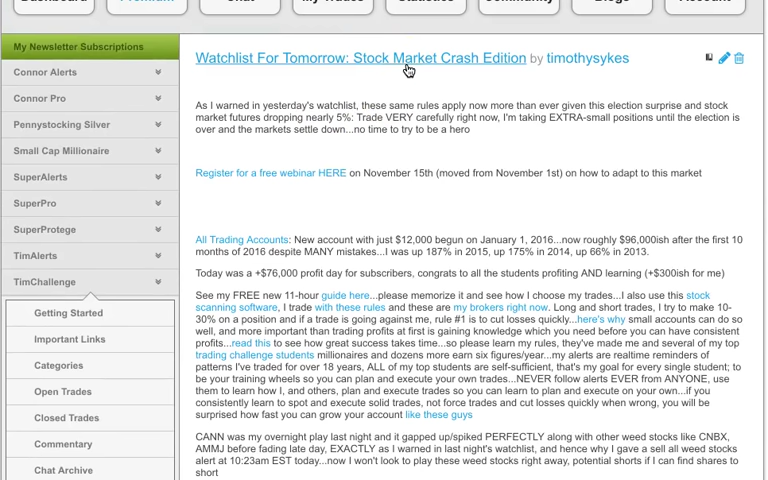 Dashboard Premium Chat My Trades Statistics Community Blogs Account
My Newsletter Subscriptions
Connor Alerts
Connor Pro
Pennystocking Silver
Small Cap Millionaire
SuperAlerts
SuperPro
SuperProtege
TimAlerts
TimChallenge
Getting Started
Important Links
Categories
Open Trades
Closed Trades
Commentary
Chat Archive
Watchlist For Tomorrow: Stock Market Crash Edition by timothysykes
As I warned in yesterday's watchlist, these same rules apply now more than ever given this election surprise and stock
market futures dropping nearly 5%: Trade VERY carefully right now, I'm taking EXTRA-small positions until the election is
over and the markets settle down...no time to try to be a hero
Register for a free webinar HERE on November 15th (moved from November 1st) on how to adapt to this market
All Trading Accounts: New account with just $12,000 begun on January 1, 2016...now roughly $96,000ish after the first 10
months of 2016 despite MANY mistakes...I was up 187% in 2015, up 175% in 2014, up 66% in 2013.
Today was a +$76,000 profit day for subscribers, congrats to all the students profiting AND learning (+$300ish for me)
See my FREE new 11-hour guide here...please memorize it and see how I choose my trades...I also use this stock
scanning software, I trade with these rules and these are my brokers right now. Long and short trades, I try to make 10-
30% on a position and if a trade is going against me, rule #1 is to cut losses quickly...here's why small accounts can do so
well, and more important than trading profits at first is gaining knowledge which you need before you can have consistent
profits...read this to see how great success takes time...so please learn my rules, they've made me and several of my top
trading challenge students millionaires and dozens more earn six figures/year...my alerts are realtime reminders of
patterns I've traded for over 18 years, ALL of my top students are self-sufficient, that's my goal for every single student; to
be your training wheels so you can plan and execute your own trades...NEVER follow alerts EVER from ANYONE, use
them to learn how I, and others, plan and execute trades so you can learn to plan and execute on your own...if you
consistently learn to spot and execute solid trades, not force trades and cut losses quickly when wrong, you will be
surprised how fast you can grow your account like these guys
CANN was my overnight play last night and it gapped up/spiked PERFECTLY along with other weed stocks like CNBX,
AMMJ before fading late day, EXACTLY as I warned in last night's watchlist, and hence why I gave a sell all weed stocks
alert at 10:23am EST today...now I won't look to play these weed stocks right away, potential shorts if I can find shares to
short